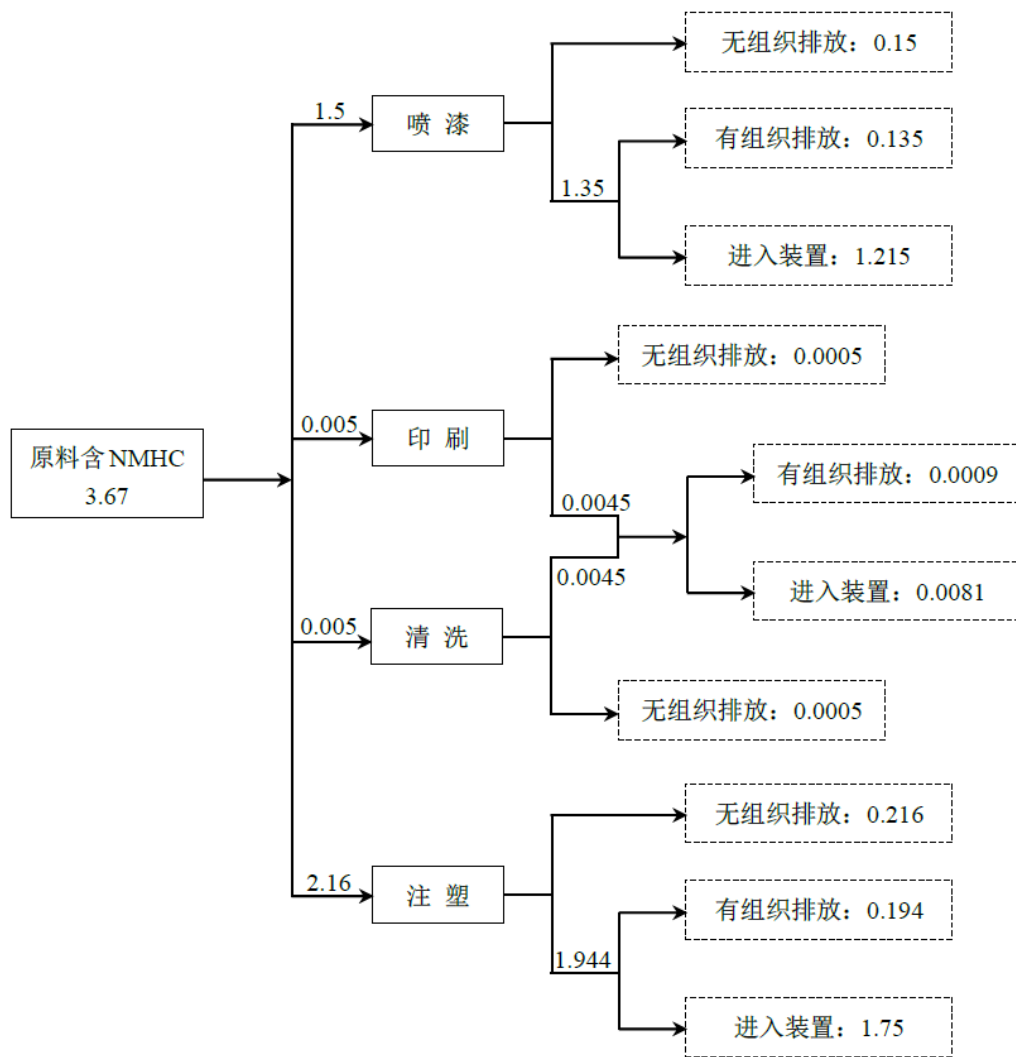 无组织排放：0.15
1.5
喷 漆
有组织排放：0.135
1.35
进入装置：1.215
无组织排放：0.0005
0.005
印 刷
原料含NMHC
3.67
有组织排放：0.0009
0.0045
0.0045
进入装置：0.0081
0.005
清 洗
无组织排放：0.0005
无组织排放：0.216
2.16
注 塑
有组织排放：0.194
1.944
进入装置：1.75